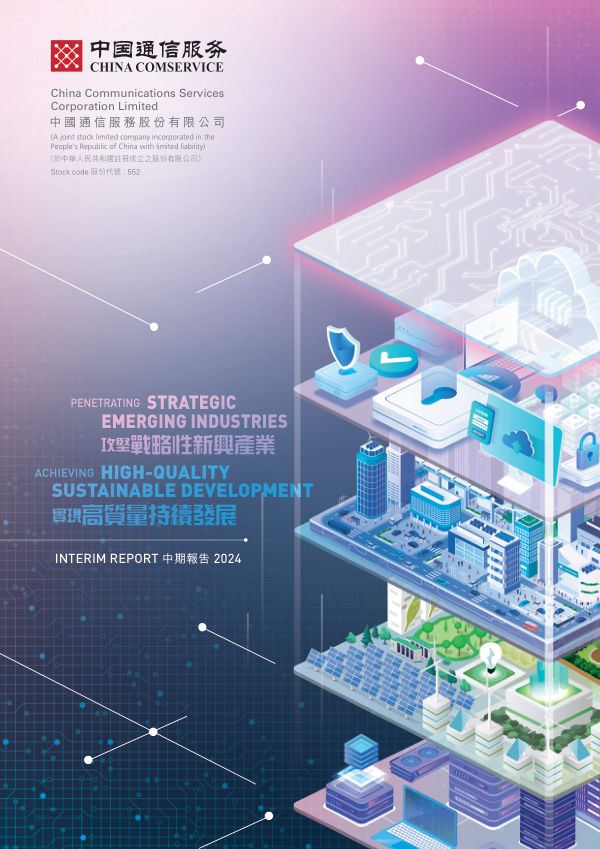 中国通信服务
CHINA COMSERVICE
China Communications Services
Corporation Limited
中國通信服務股份有限公司
(A joint stock limited company incorporated in the
People's Republic of China with limited liability)
(於中華人民共和國註冊成立之股份有限公司)
Stock code 股份代號 : 552
PENETRATING STRATEGIC
EMERGING INDUSTRIES
攻堅戰略性新興產業
ACHIEVING HIGH-QUALITY
SUSTAINABLE DEVELOPMENT
實現高質量持續發展
INTERIM REPORT 中期報告 2024
LOGIN